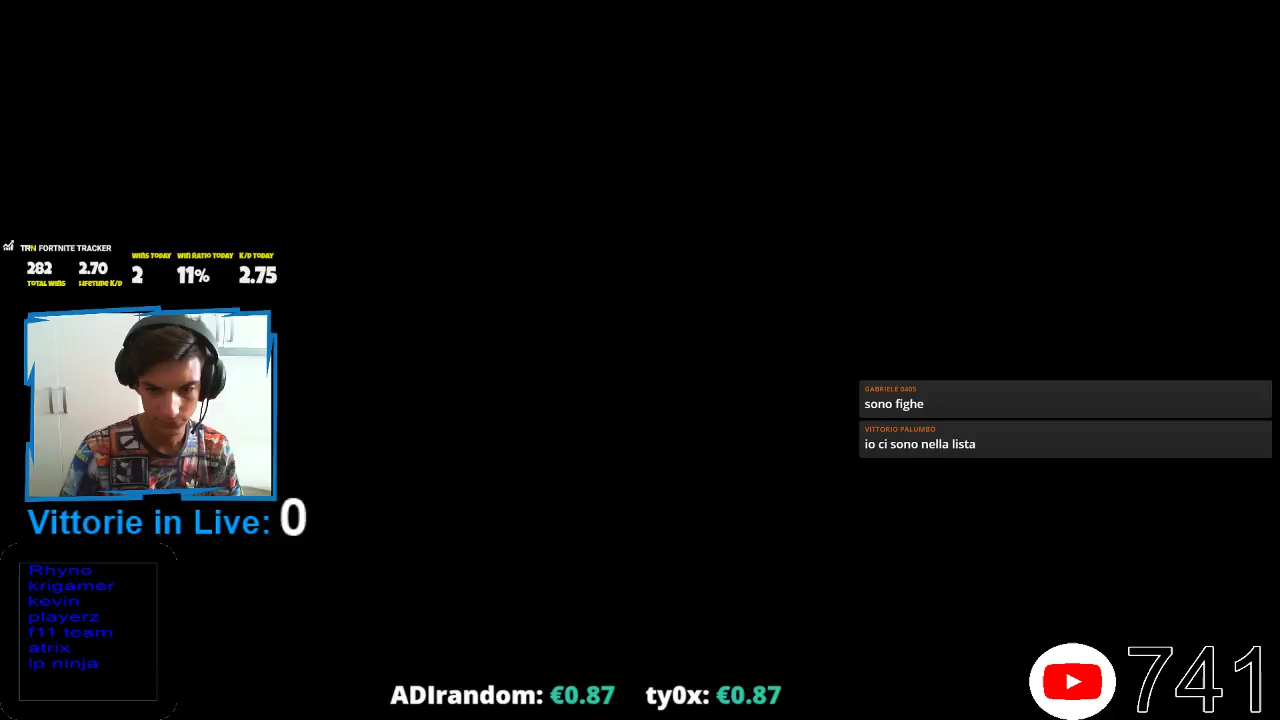 TRN FORTNITE TRACKER
282
TOTAL WINS
2.70
LIFETIME K/D
WINS TODAY
2
WIN RATIO TODAY
11%
K/D TODAY
2.75
GABRIELE 0405
sono fighe
VITTORIO PALUMBO
io ci sono nella lista
Vittorie in Live: 0
Rhyno
krigamer
kevin
playerz
f11 team
atrix
lp ninja
ADIrandom: €0.87 ty0x: €0.87
741